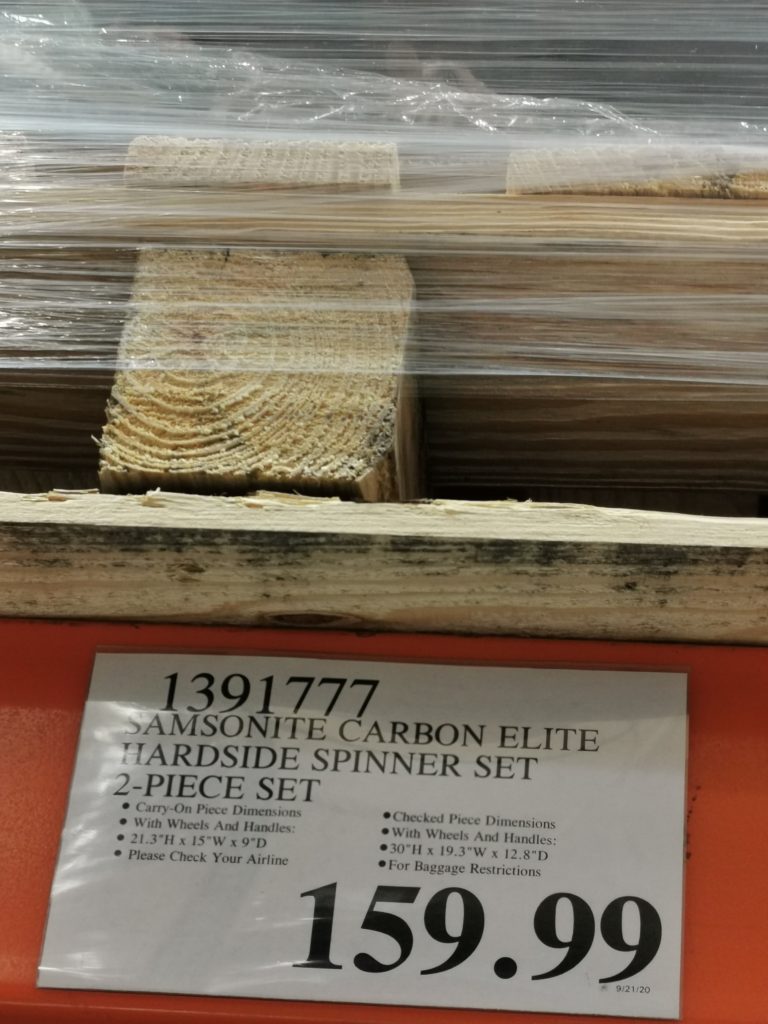 1391777
SAMSONITE CARBON ELITE
HARDSIDE SPINNER SET
2-PIECE SET
● Carry-On Piece Dimensions
● With Wheels And Handles:
● 21.3"H x 15"W x 9"D
● Please Check Your Airline
● Checked Piece Dimensions
● With Wheels And Handles:
● 30"H x 19.3"W x 12.8"D
● For Baggage Restrictions
159.99
9/21/20